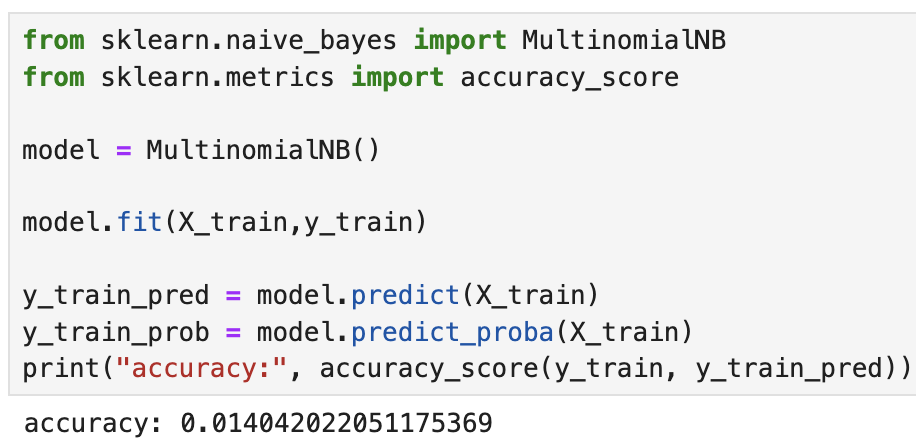 from sklearn.naive_bayes import MultinomialNB
from sklearn.metrics import accuracy_score
model = MultinomialNB()
model.fit(X_train,y_train)
y_train_pred = model.predict(X_train)
y_train_prob = model.predict_proba(X_train)
print("accuracy:", accuracy_score(y_train, y_train_pred))
accuracy: 0.014042022051175369